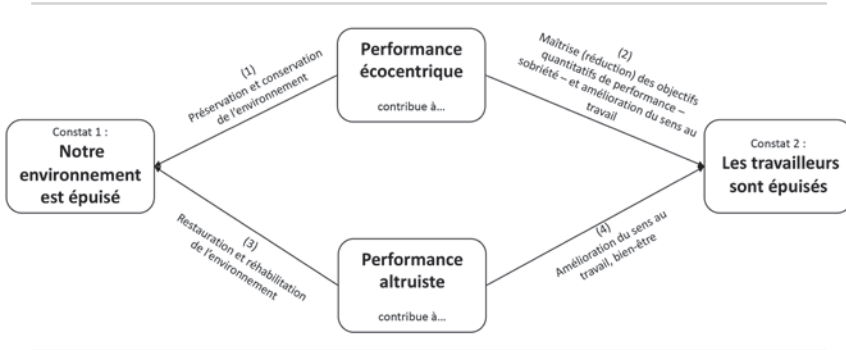 Performance
écocentrique
contribue à...
(1)
Préservation et conservation
de l'environnement
(2)
Maîtrise (réduction) des objectifs
quantitatifs de performance –
sobriété – et amélioration du sens au
travail
Constat 1 :
Notre
environnement
est épuisé
Constat 2 :
Les travailleurs
sont épuisés
(3)
Restauration et réhabilitation
de l'environnement
(4)
Amélioration du sens au
travail, bien-être
Performance
altruiste
contribue à...